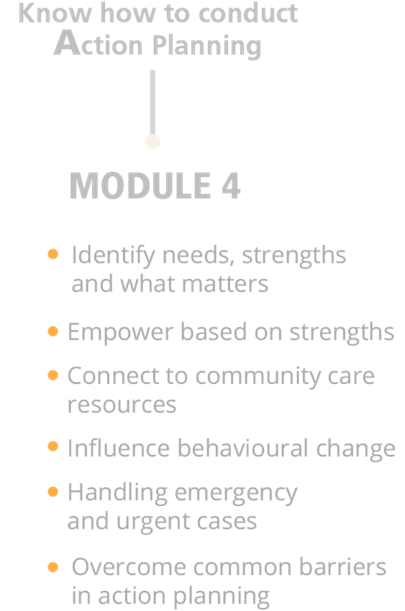 Know how to conduct
Action Planning
MODULE 4
Identify needs, strengths
and what matters
Empower based on strengths
Connect to community care
resources
Influence behavioural change
Handling emergency
and urgent cases
Overcome common barriers
in action planning